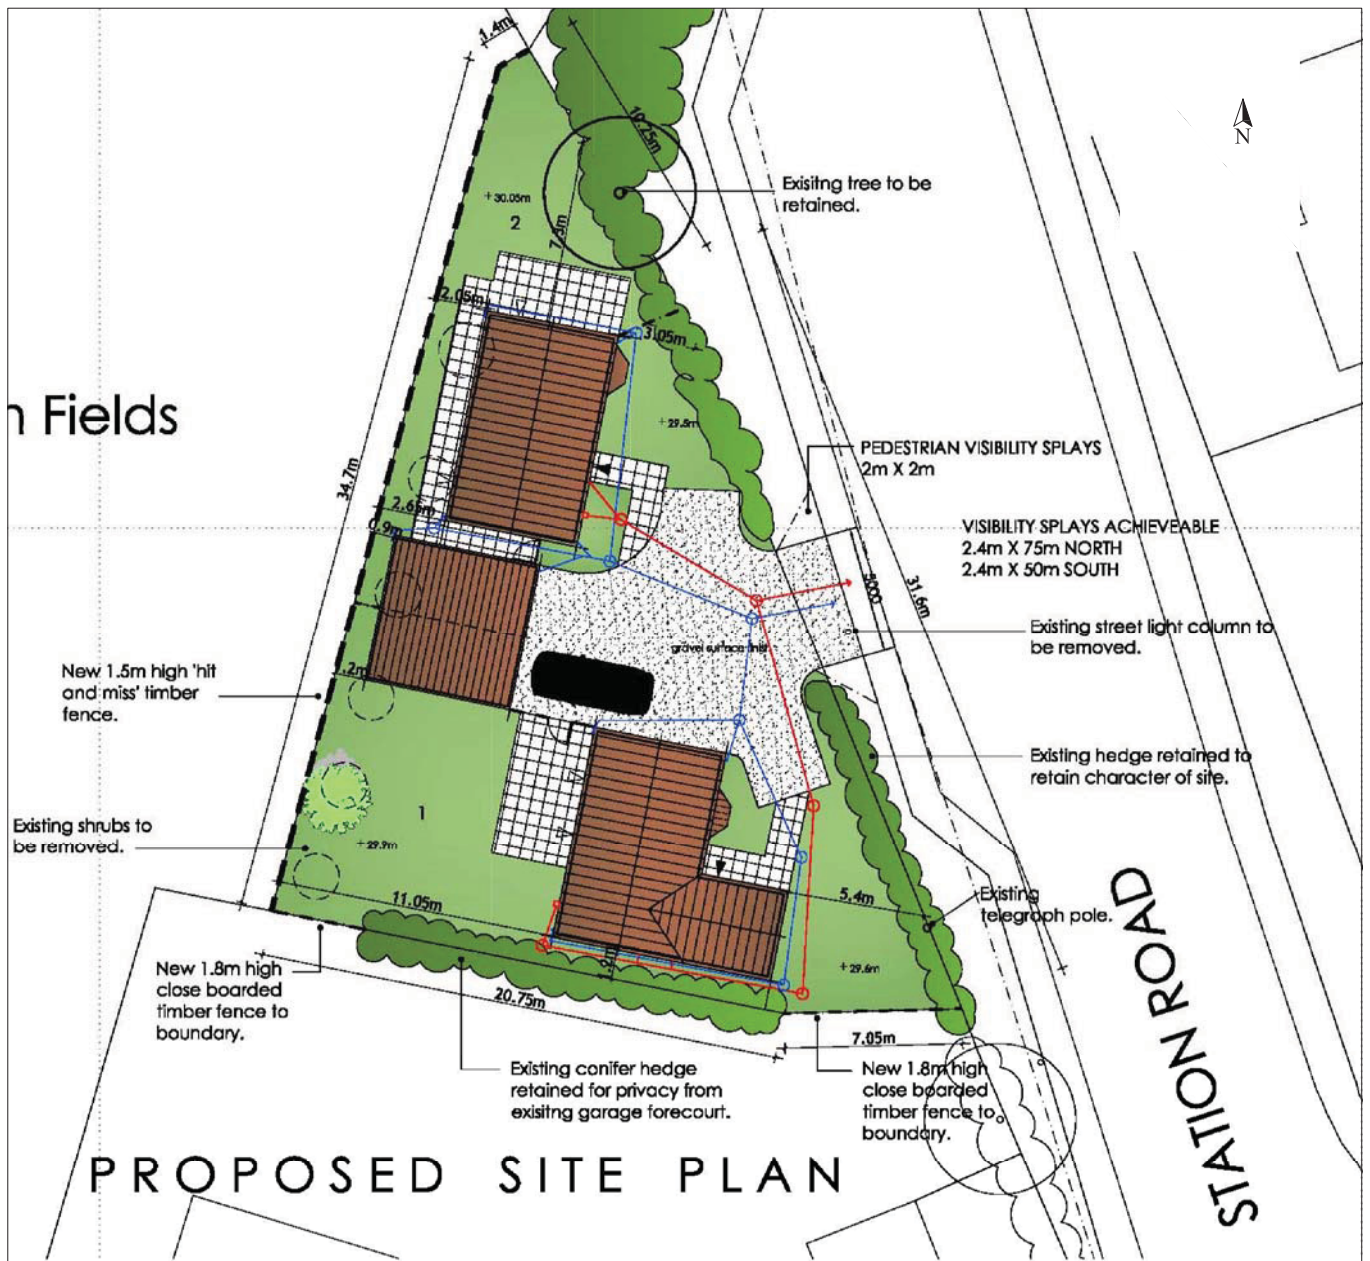 1.4m
N
10.25m
Exisitng tree to be
retained.
+30.05m
2
7.3m
2.05m
3.05m
n Fields
+29.5m
PEDESTRIAN VISIBILITY SPLAYS
2m X 2m
34.7m
2.65m
0.9m
VISIBILITY SPLAYS ACHIEVEABLE
2.4m X 75m NORTH
2.4m X 50m SOUTH
5000
31.6m
Existing street light column to
be removed.
gravel surface finish
New 1.5m high 'hit
and miss' timber
fence.
.2m
Existing hedge retained to
retain character of site.
1
Existing shrubs to
be removed.
+29.9m
11.05m
5.4m
Existing
telegraph pole.
1.2m
+29.6m
New 1.8m high
close boarded
timber fence to
boundary.
20.75m
7.05m
Existing conifer hedge
retained for privacy from
exisitng garage forecourt.
New 1.8m high
close boarded
timber fence to
boundary.
STATION ROAD
PROPOSED SITE PLAN